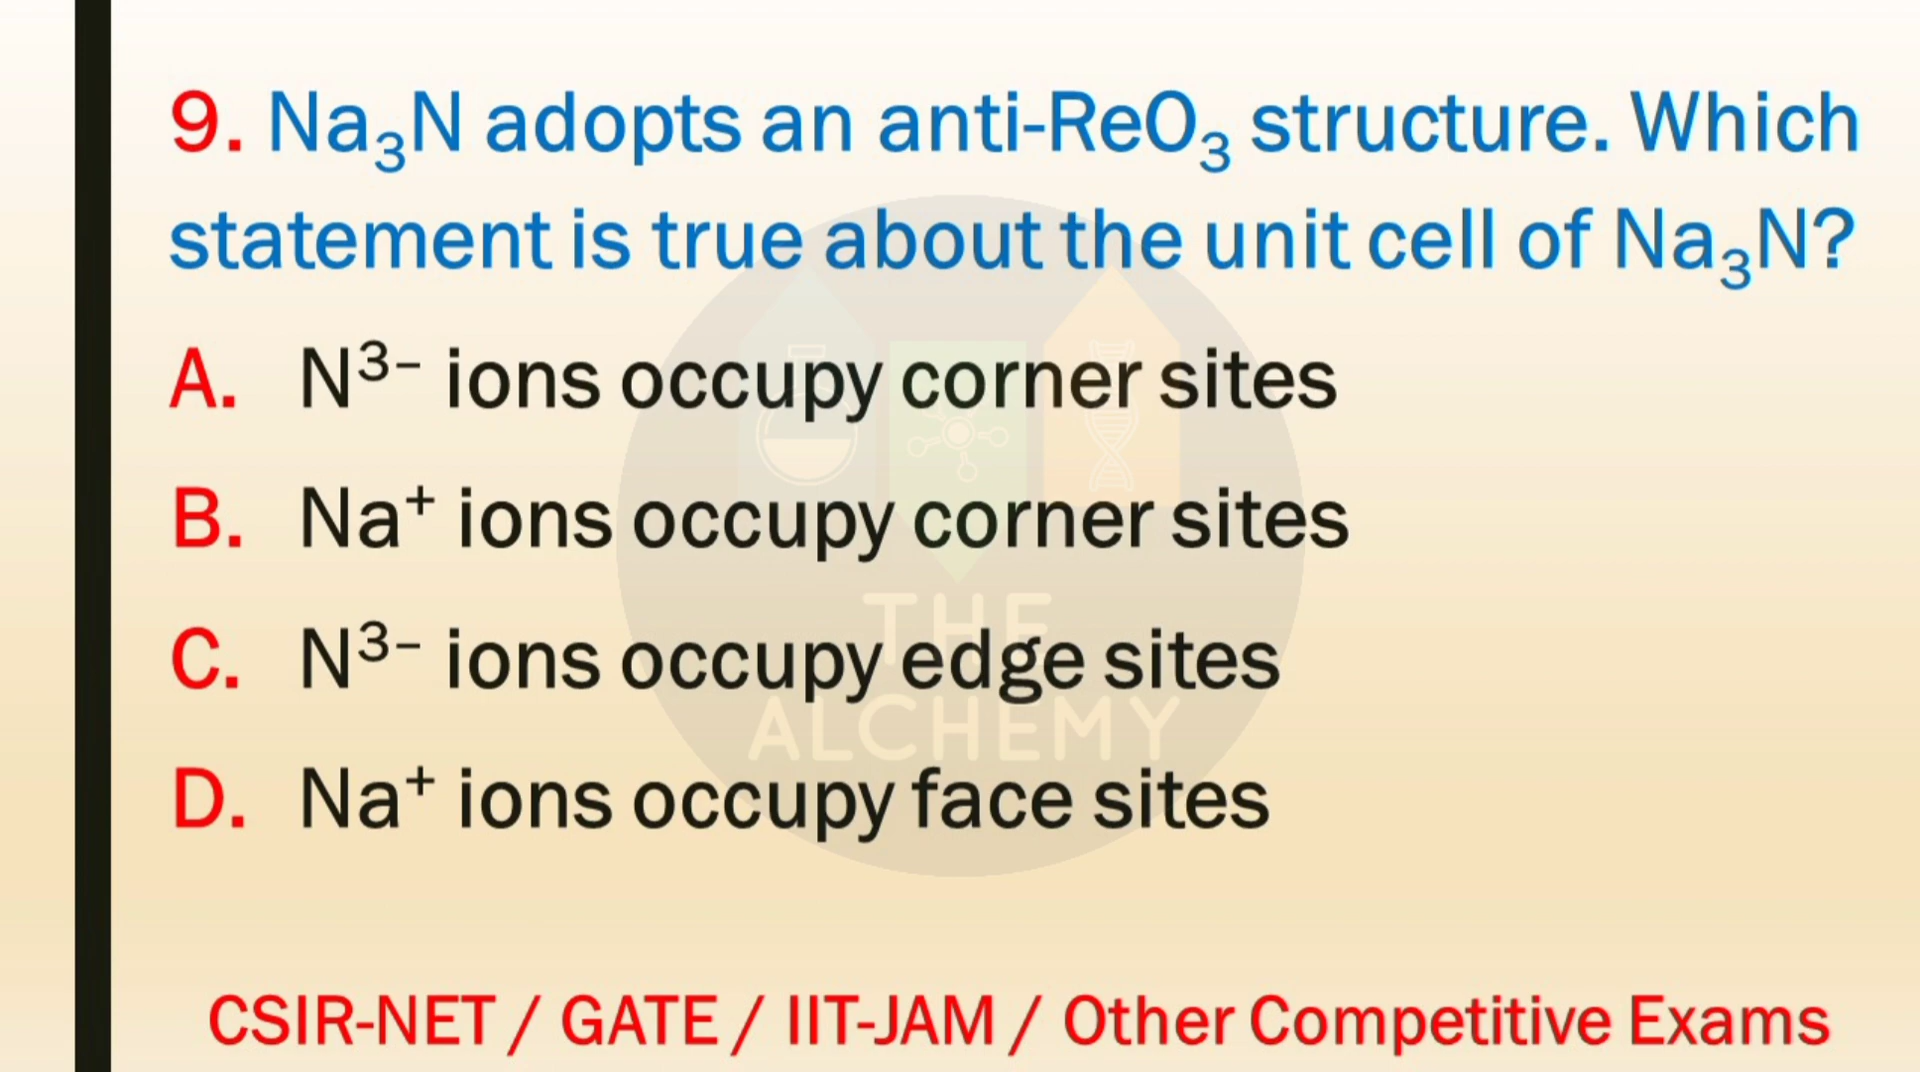 9. Na₃N adopts an anti-ReO₃ structure. Which
statement is true about the unit cell of Na₃N?
A. N³⁻ ions occupy corner sites
B. Na⁺ ions occupy corner sites
C. N³⁻ ions occupy edge sites
D. Na⁺ ions occupy face sites
THE
ALCHEMY
CSIR-NET / GATE / IIT-JAM / Other Competitive Exams